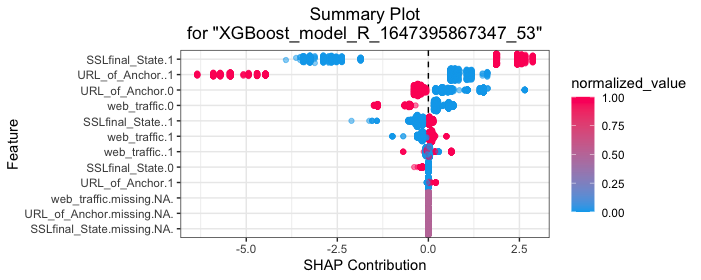 Summary Plot
for "XGBoost_model_R_1647395867347_53"
SSLfinal_State.1
URL_of_Anchor..1
URL_of_Anchor.0
web_traffic.0
SSLfinal_State..1
web_traffic.1
web_traffic..1
SSLfinal_State.0
URL_of_Anchor.1
web_traffic.missing.NA.
URL_of_Anchor.missing.NA.
SSLfinal_State.missing.NA.
Feature
-5.0
-2.5
0.0
2.5
SHAP Contribution
normalized_value
1.00
0.75
0.50
0.25
0.00